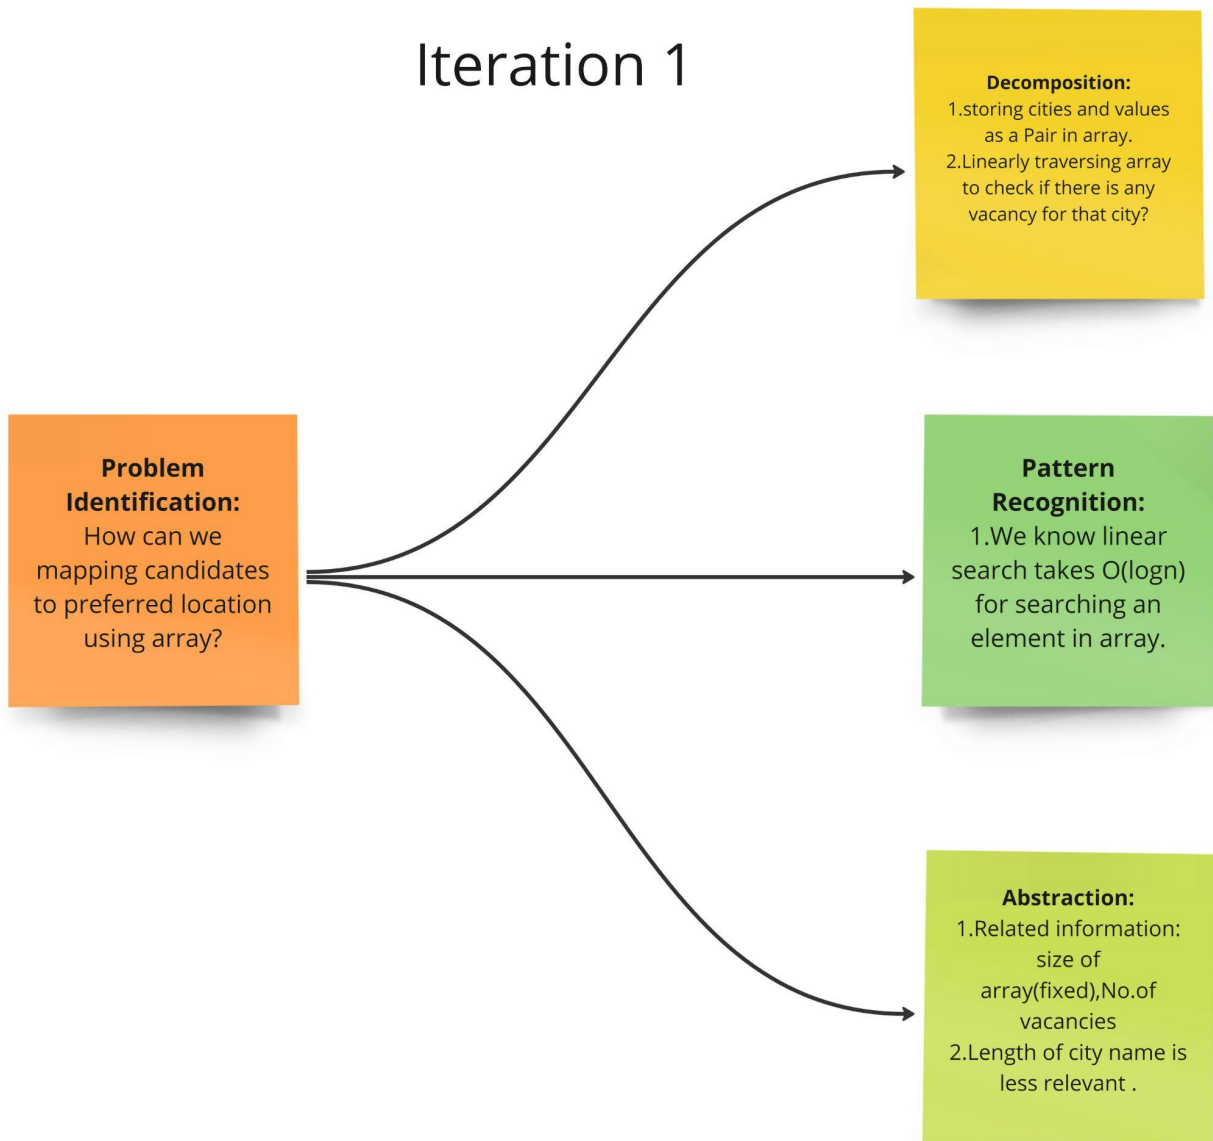 Iteration 1
Decomposition:
1.storing cities and values
as a Pair in array.
2.Linearly traversing array
to check if there is any
vacancy for that city?
Problem
Identification:
How can we
mapping candidates
to preferred location
using array?
Pattern
Recognition:
1.We know linear
search takes O(logn)
for searching an
element in array.
Abstraction:
1.Related information:
size of
array(fixed),No.of
vacancies
2.Length of city name is
less relevant .